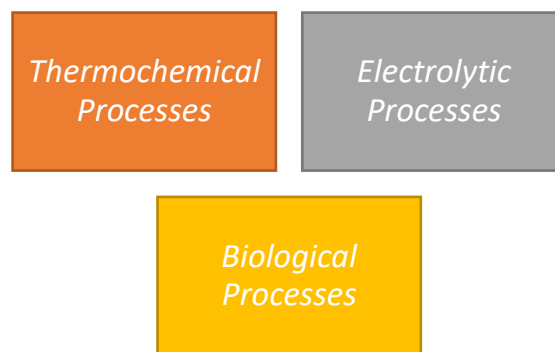 Thermochemical
Processes
Electrolytic
Processes
Biological
Processes